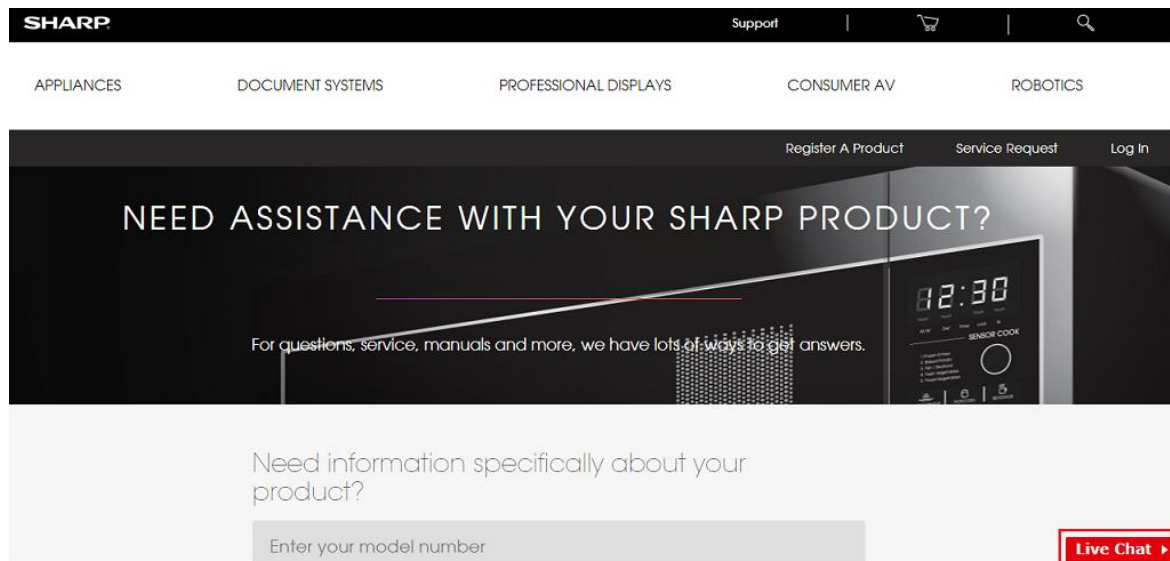 SHARP
Support
APPLIANCES DOCUMENT SYSTEMS PROFESSIONAL DISPLAYS CONSUMER AV ROBOTICS
Register A Product Service Request Log In
NEED ASSISTANCE WITH YOUR SHARP PRODUCT?
12:30
SENSOR COOK
For questions, service, manuals and more, we have lots of ways to get answers.
POPCORN BEVERAGE
Need information specifically about your
product?
Enter your model number
Live Chat